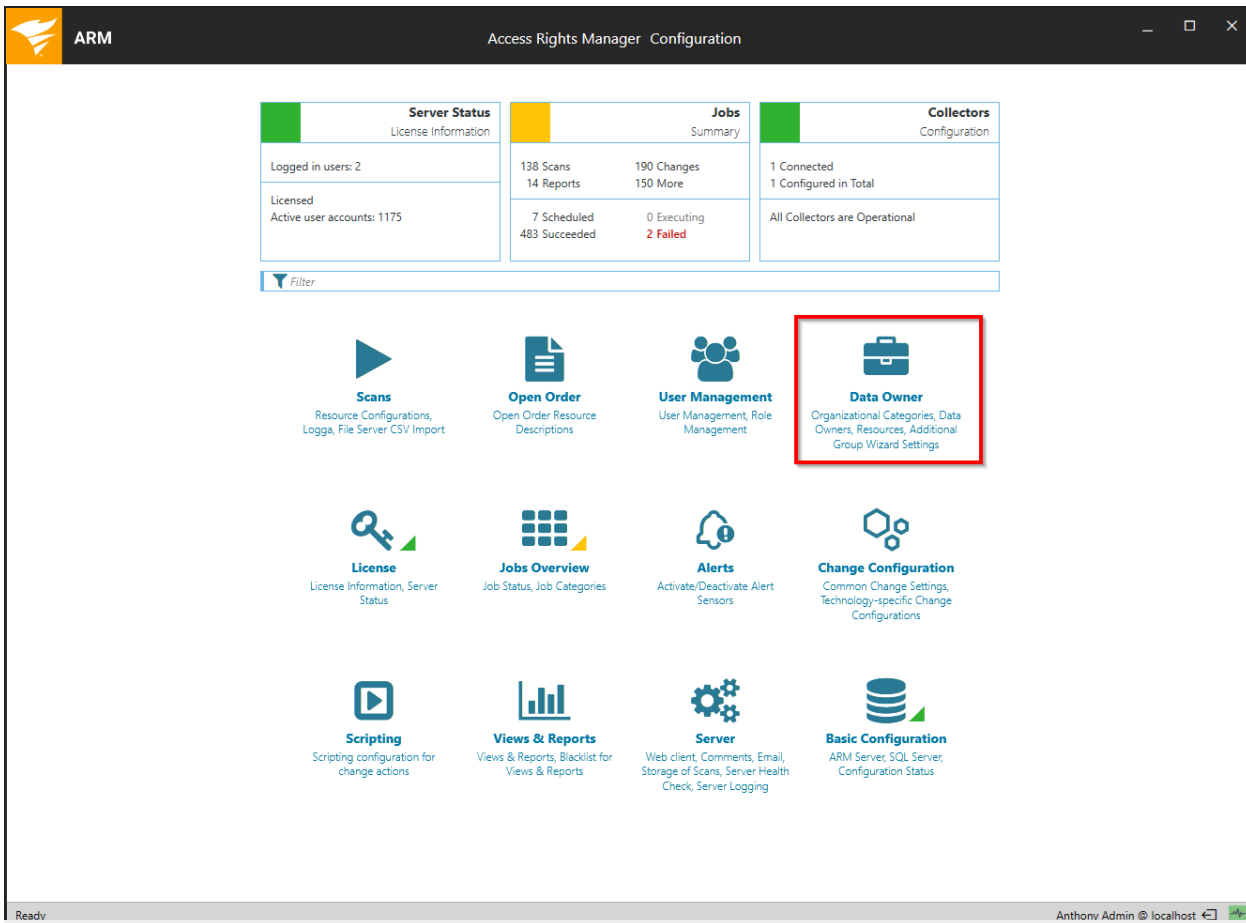 ARM
Access Rights Manager Configuration
Server Status
License Information
Logged in users: 2
Licensed
Active user accounts: 1175
Jobs
Summary
138 Scans 190 Changes
14 Reports 150 More
7 Scheduled 0 Executing
483 Succeeded 2 Failed
Collectors
Configuration
1 Connected
1 Configured in Total
All Collectors are Operational
Filter
Scans
Resource Configurations,
Logga, File Server CSV Import
Open Order
Open Order Resource
Descriptions
User Management
User Management, Role
Management
Data Owner
Organizational Categories, Data
Owners, Resources, Additional
Group Wizard Settings
License
License Information, Server
Status
Jobs Overview
Job Status, Job Categories
Alerts
Activate/Deactivate Alert
Sensors
Change Configuration
Common Change Settings,
Technology-specific Change
Configurations
Scripting
Scripting configuration for
change actions
Views & Reports
Views & Reports, Blacklist for
Views & Reports
Server
Web client, Comments, Email,
Storage of Scans, Server Health
Check, Server Logging
Basic Configuration
ARM Server, SQL Server,
Configuration Status
Ready
Anthony Admin @ localhost